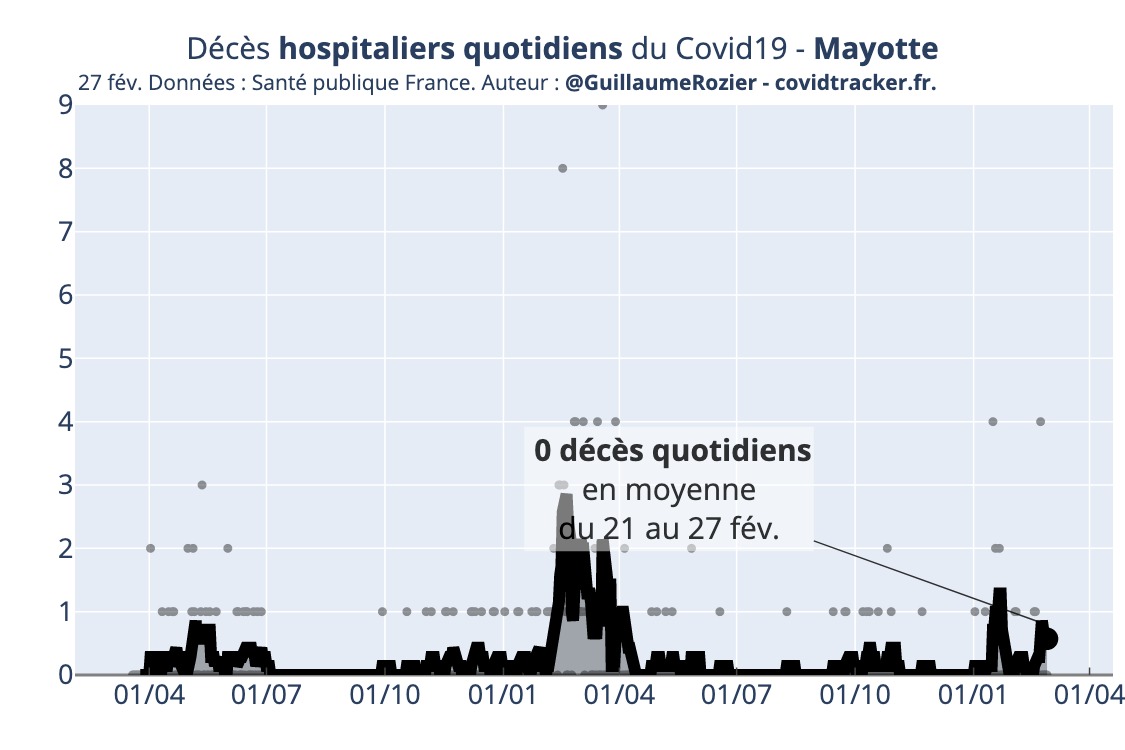 Décès hospitaliers quotidiens du Covid19 - Mayotte
27 fév. Données : Santé publique France. Auteur : @GuillaumeRozier - covidtracker.fr.
9
8
7
6
5
4
3
2
1
0
0 décès quotidiens
en moyenne
du 21 au 27 fév.
01/04 01/07 01/10 01/01 01/04 01/07 01/10 01/01 01/04